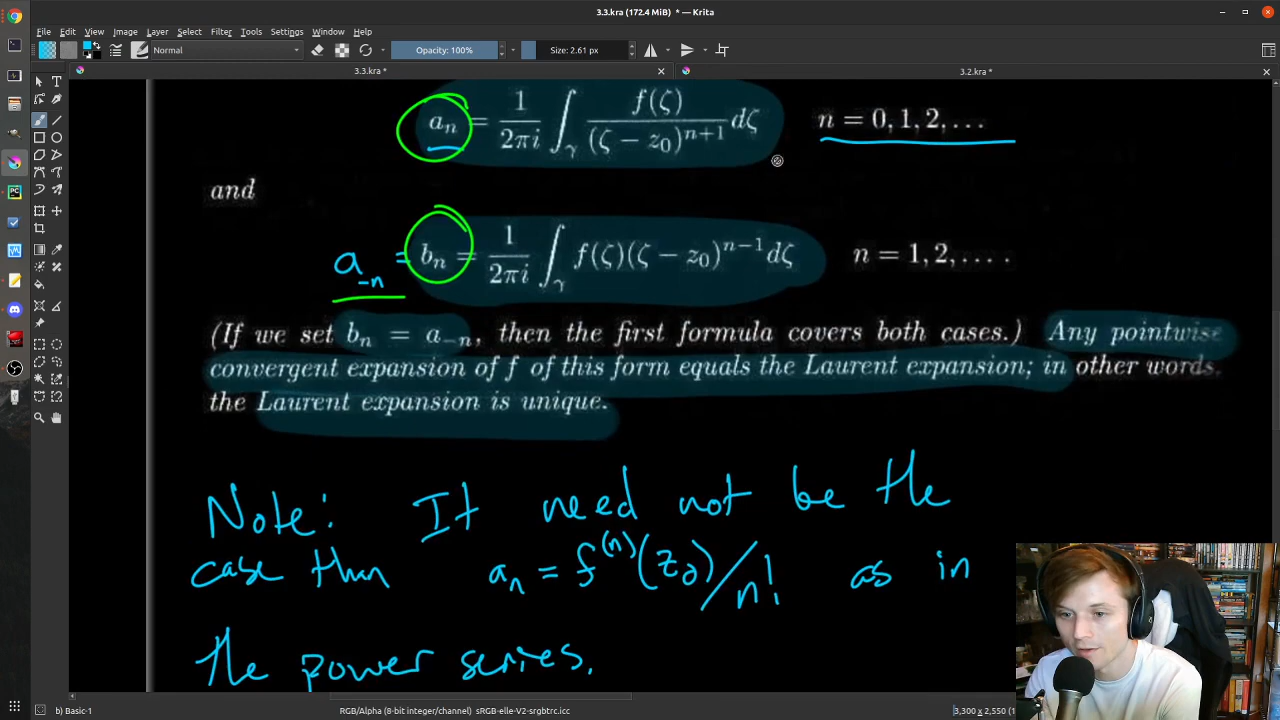 3.3.kra (172.4 MiB) * — Krita
File Edit View Image Layer Select Filter Tools Settings Window Help
Normal Opacity: 100% Size: 2.61 px
3.3.kra * 3.2.kra *
a_n = 1/2πi ∫_γ f(ζ)/(ζ − z_0)^{n+1} dζ n = 0, 1, 2, . . .
and
a_{-n} = b_n = 1/2πi ∫_γ f(ζ)(ζ − z_0)^{n−1} dζ n = 1, 2, . . . .
(If we set b_n = a_{−n}, then the first formula covers both cases.) Any pointwise
convergent expansion of f of this form equals the Laurent expansion; in other words,
the Laurent expansion is unique.
Note: It need not be the
case than a_n = f^{(n)}(z_0)/n! as in
the power series.
b) Basic-1 RGB/Alpha (8-bit integer/channel) sRGB-elle-V2-srgbtrc.icc 3,300 x 2,550 (1